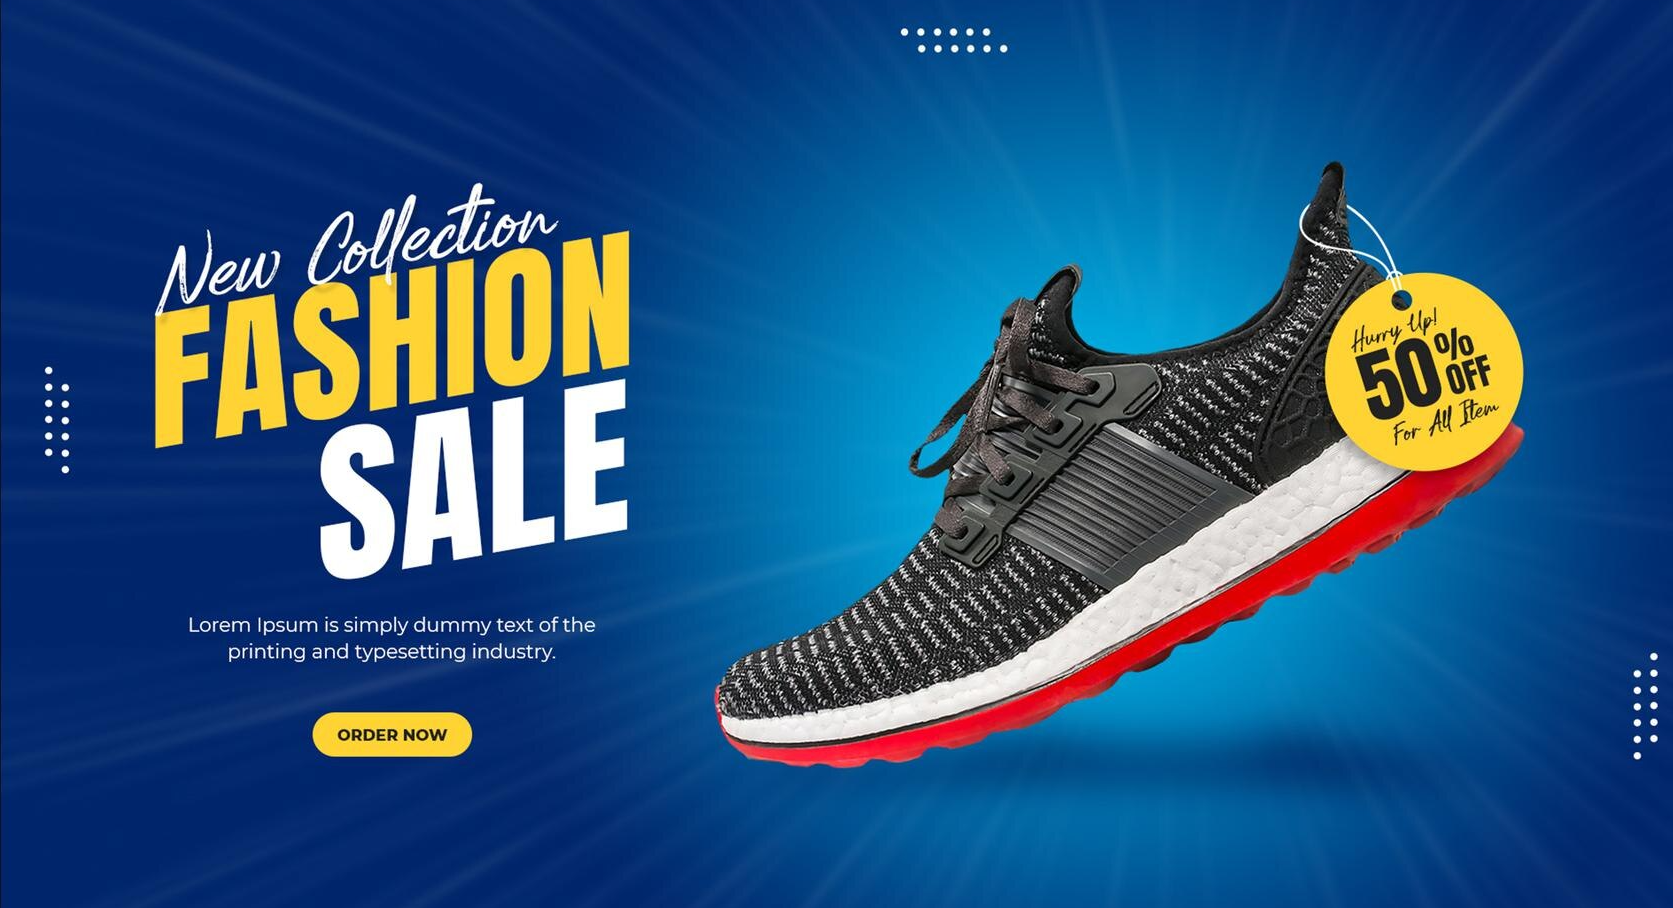 New Collection
FASHION
SALE
Lorem Ipsum is simply dummy text of the
printing and typesetting industry.
ORDER NOW
Hurry Up!
50% OFF
For All Item